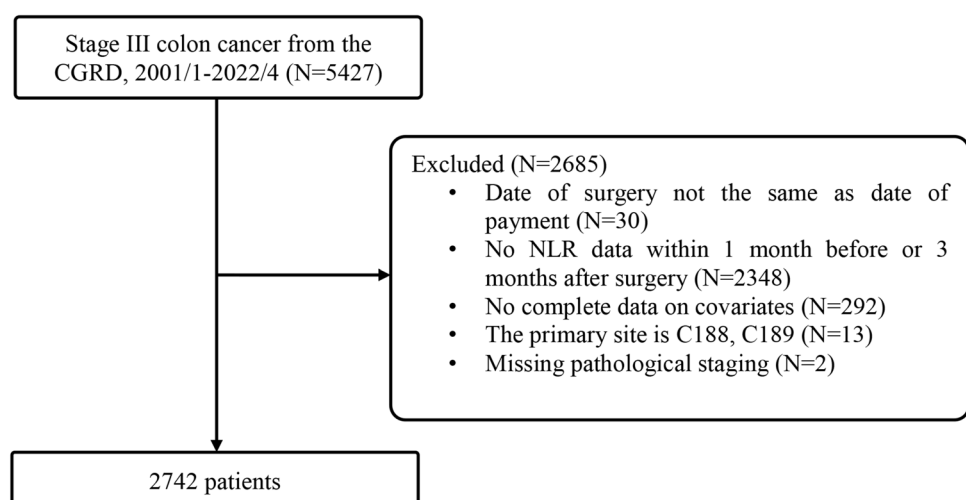 Stage III colon cancer from the
CGRD, 2001/1-2022/4 (N=5427)
Excluded (N=2685)
• Date of surgery not the same as date of
payment (N=30)
• No NLR data within 1 month before or 3
months after surgery (N=2348)
• No complete data on covariates (N=292)
• The primary site is C188, C189 (N=13)
• Missing pathological staging (N=2)
2742 patients